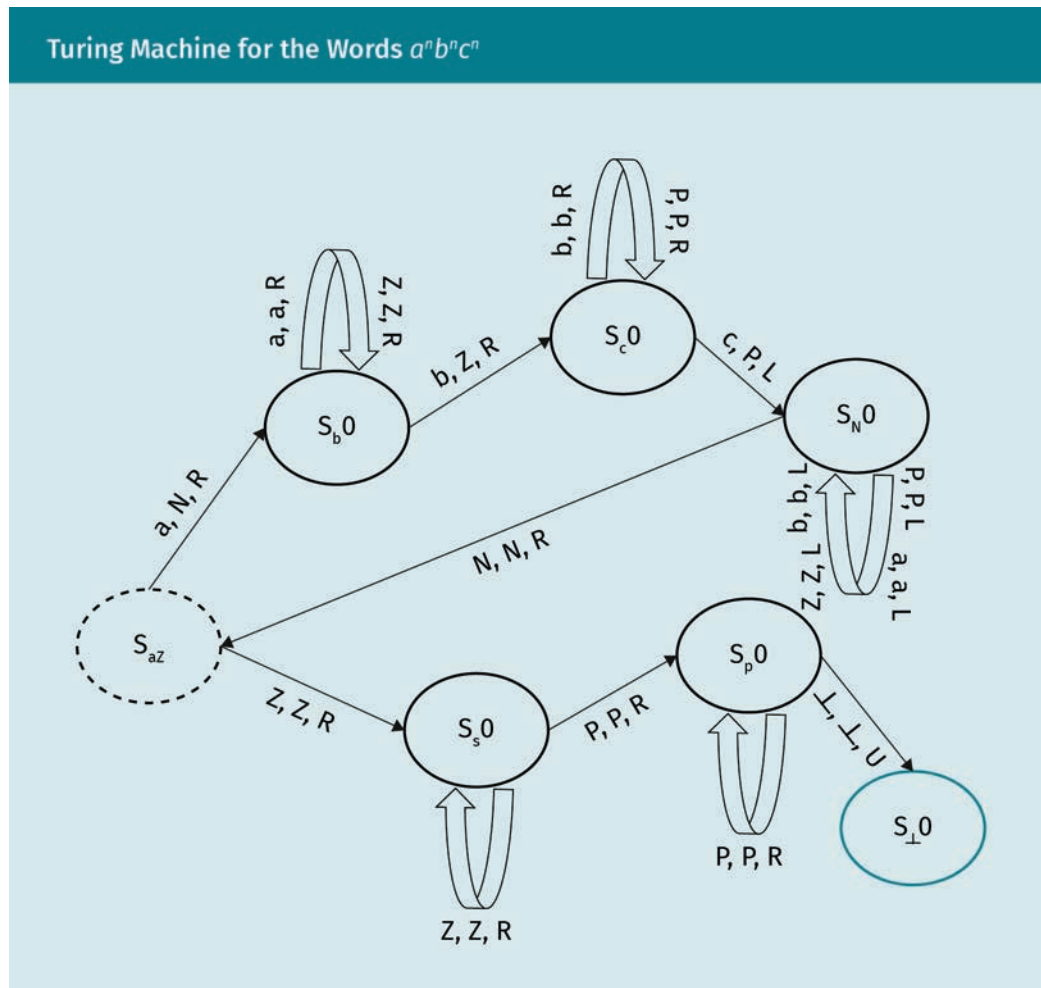 Turing Machine for the Words aⁿbⁿcⁿ
b, b, R
P, P, R
a, a, R
Z, Z, R
S_c0
b, Z, R
c, P, L
S_b0
S_N0
a, N, R
N, N, R
b, b, L
Z, Z, L
P, P, L
a, a, L
S_aZ
S_p0
Z, Z, R
S_s0
P, P, R
⊥, ⊥, U
S_⊥0
P, P, R
Z, Z, R